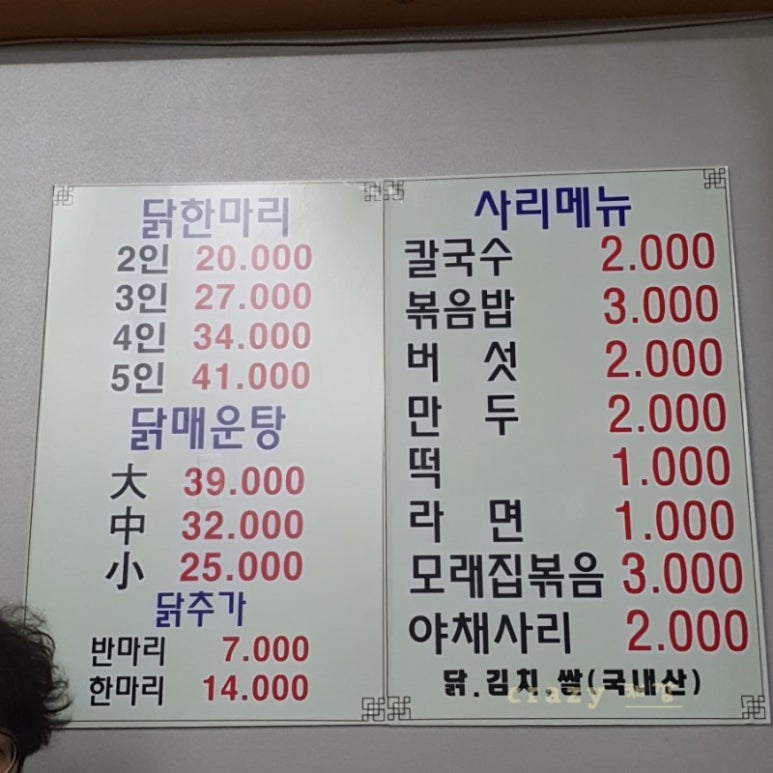 닭한마리
2인 20.000
3인 27.000
4인 34.000
5인 41.000
닭매운탕
大 39.000
中 32.000
小 25.000
닭추가
반마리 7.000
한마리 14.000
사리메뉴
칼국수 2.000
볶음밥 3.000
버섯 2.000
만두 2.000
떡 1.000
라면 1.000
모래집볶음 3.000
야채사리 2.000
닭.김치,쌀(국내산)
crazy